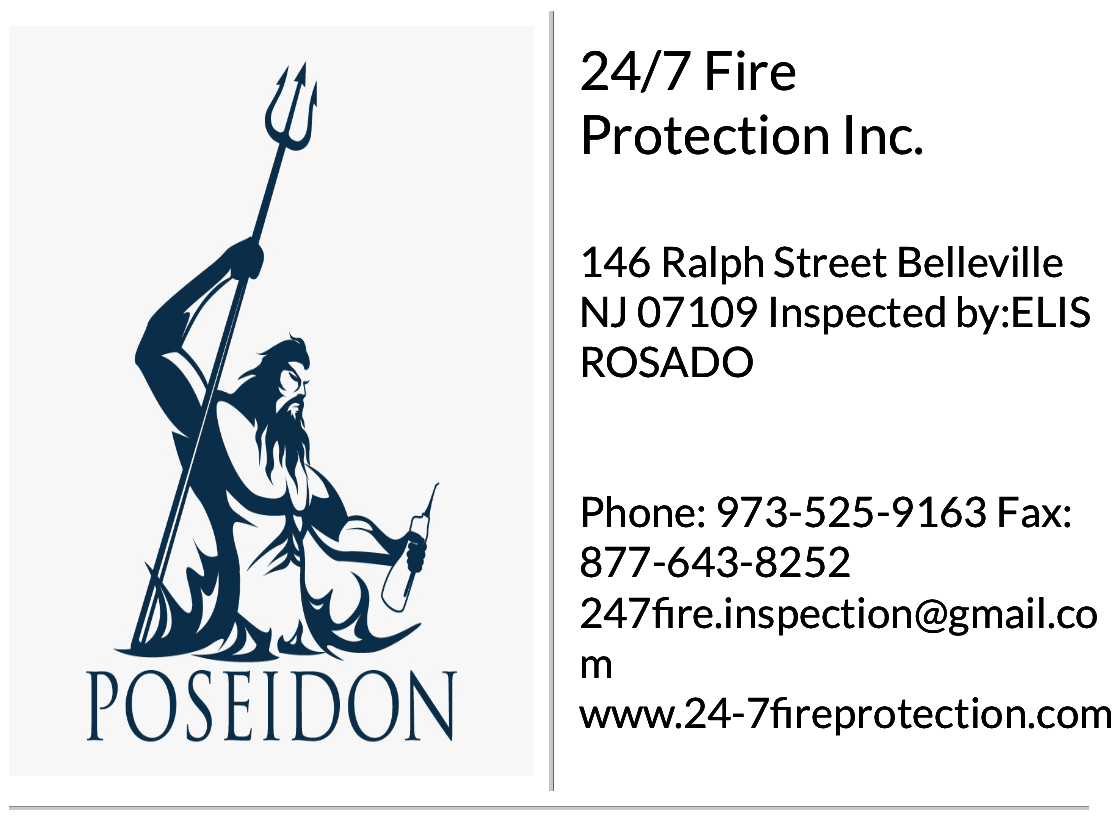 POSEIDON
24/7 Fire
Protection Inc.
146 Ralph Street Belleville
NJ 07109 Inspected by:ELIS
ROSADO
Phone: 973-525-9163 Fax:
877-643-8252
247fire.inspection@gmail.co
m
www.24-7fireprotection.com